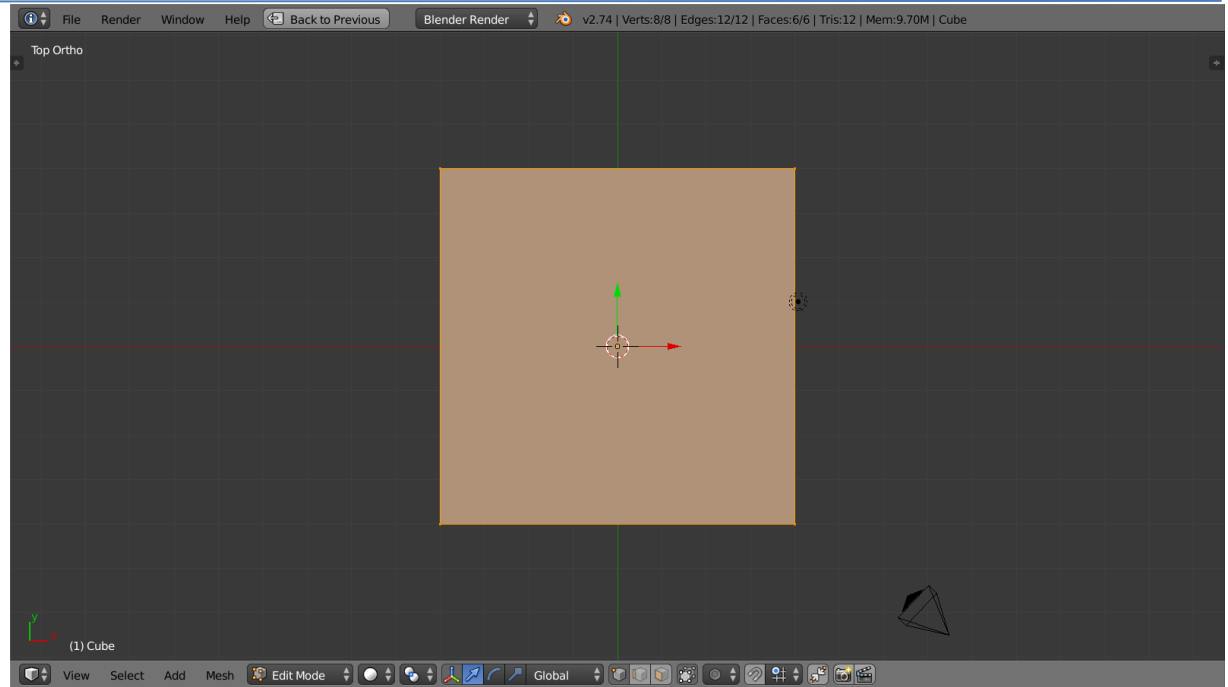 File Render Window Help Back to Previous Blender Render v2.74 | Verts:8/8 | Edges:12/12 | Faces:6/6 | Tris:12 | Mem:9.70M | Cube
Top Ortho
y
x
(1) Cube
View Select Add Mesh Edit Mode Global